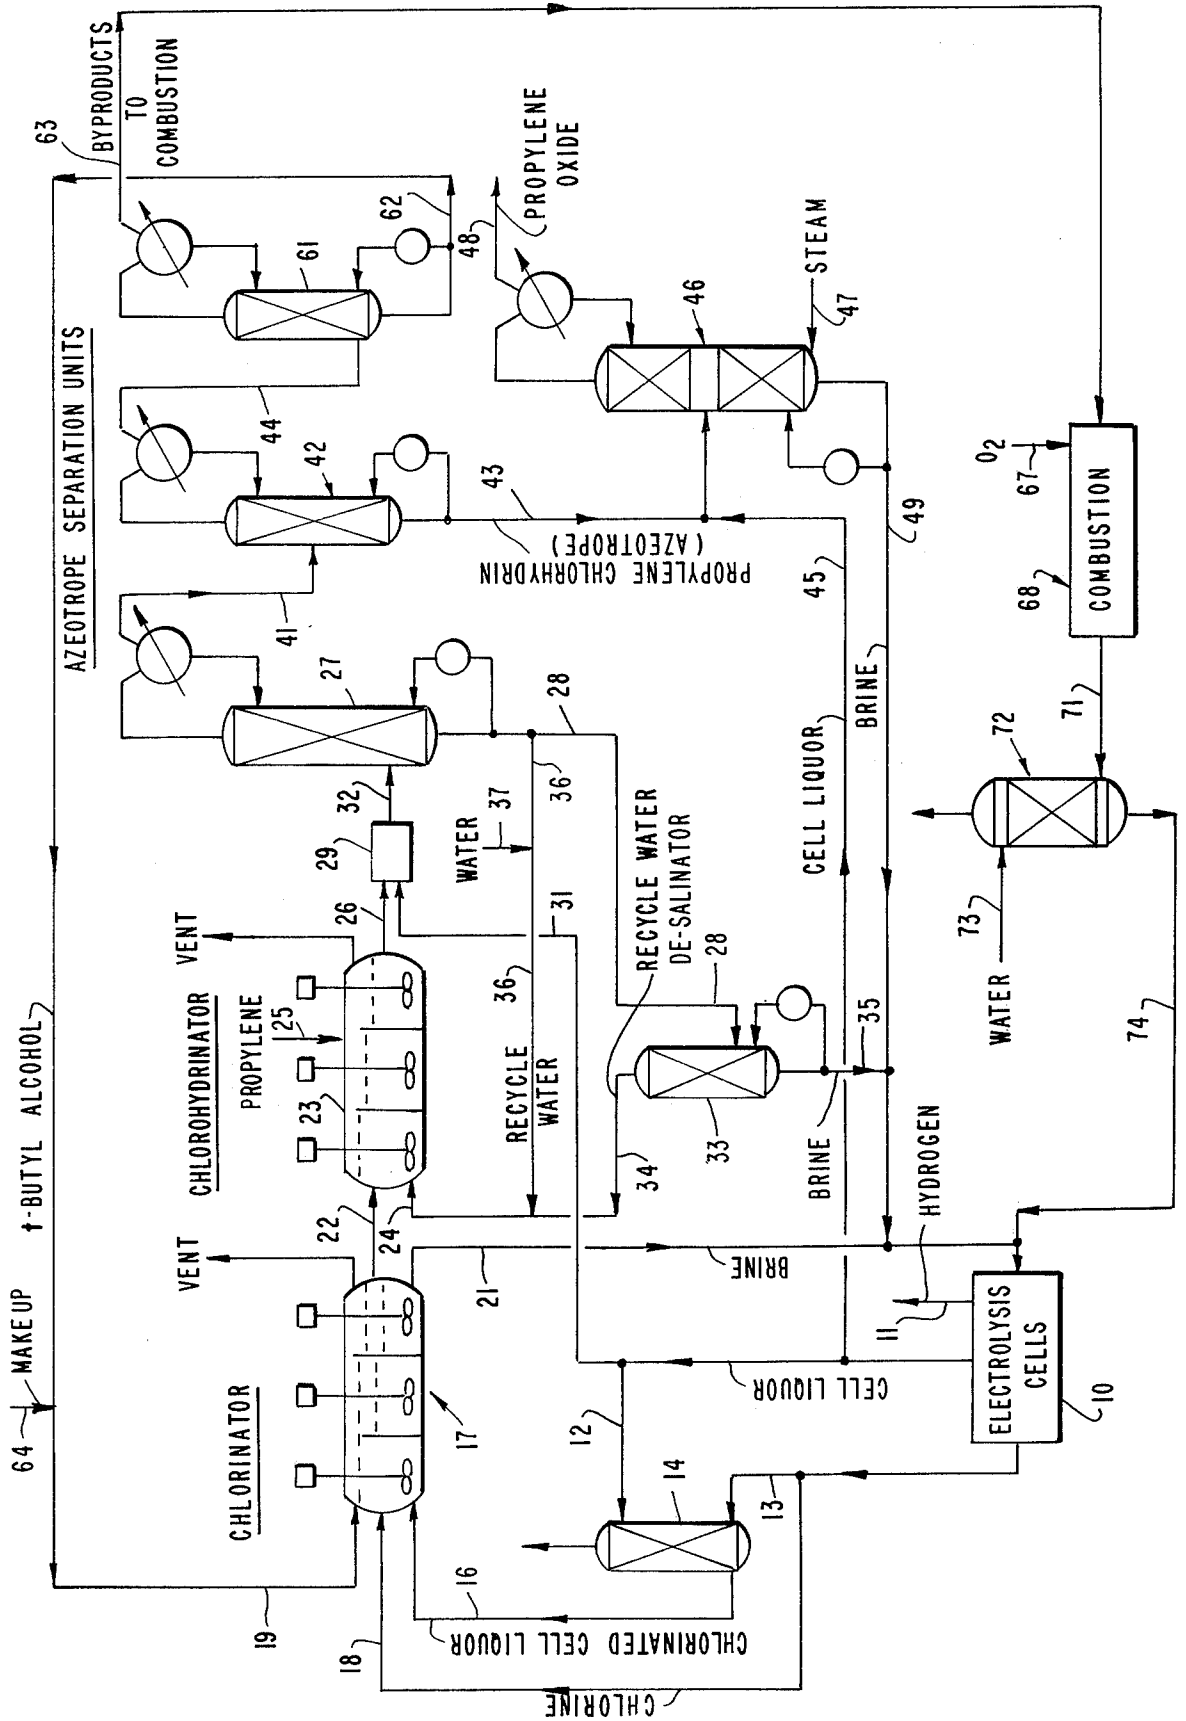 64
MAKEUP
t-BUTYL ALCOHOL
AZEOTROPE SEPARATION UNITS
63
BYPRODUCTS
TO
COMBUSTION
19
CHLORINATOR
VENT
CHLOROHYDRINATOR
PROPYLENE
25
VENT
18
17
22
23
24
21
26
29
32
27
41
42
44
61
62
16
CHLORINATED CELL LIQUOR
CHLORINE
12
14
13
CELL LIQUOR
BRINE
RECYCLE
WATER
36
WATER
37
36
28
31
34
RECYCLE WATER
DE-SALINATOR
28
33
BRINE
35
43
PROPYLENE CHLORHYDRIN
(AZEOTROPE)
48
PROPYLENE
OXIDE
46
STEAM
47
CELL LIQUOR
45
BRINE
49
ELECTROLYSIS
CELLS
10
11
HYDROGEN
WATER
73
72
74
71
68
COMBUSTION
O2
67